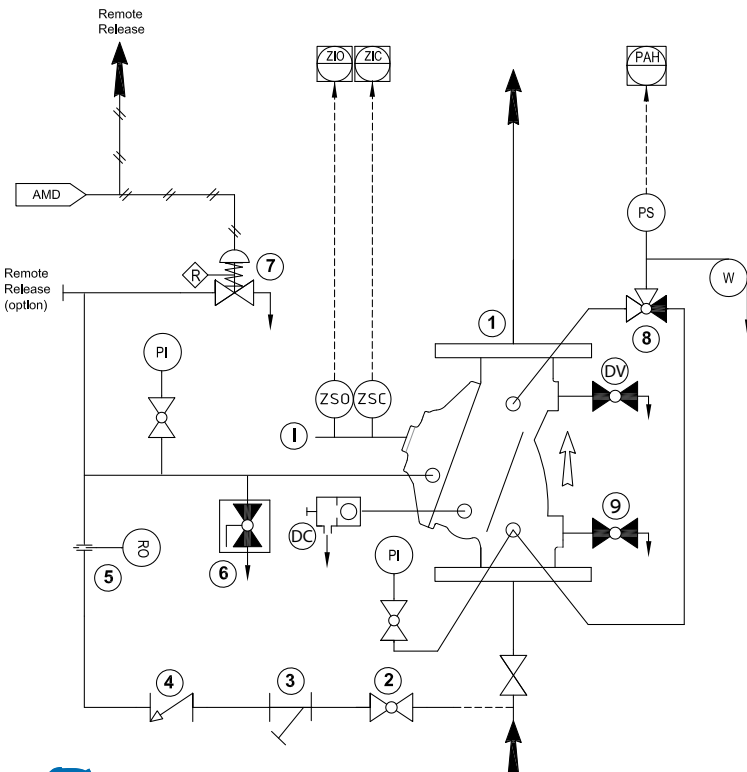 Remote
Release
ZIO
ZIC
PAH
AMD
PS
R
7
Remote
Release
(option)
W
1
8
PI
DV
ZSO
ZSC
I
DC
9
PI
RO
5
6
4
3
2